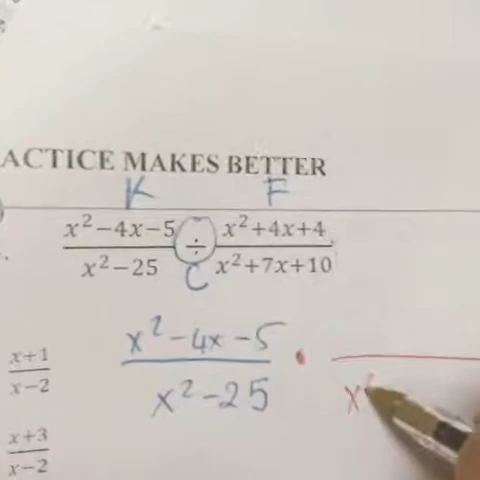 ACTICE MAKES BETTER
K F
x²−4x−5 x²+4x+4
÷
x²−25 x²+7x+10
C
x²-4x-5
•
x²-25 x²
x+1
x−2
x+3
x−2